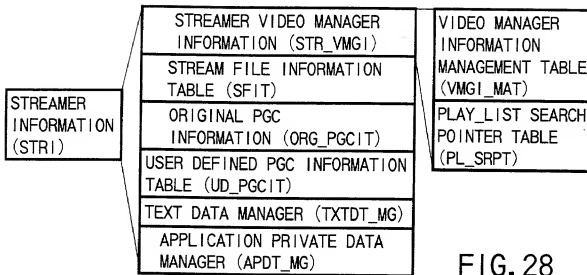 STREAMER
INFORMATION
(STRI)
STREAMER VIDEO MANAGER
INFORMATION (STR_VMGI)
STREAM FILE INFORMATION
TABLE (SFIT)
ORIGINAL PGC
INFORMATION (ORG_PGCIT)
USER DEFINED PGC INFORMATION
TABLE (UD_PGCIT)
TEXT DATA MANAGER (TXTDT_MG)
APPLICATION PRIVATE DATA
MANAGER (APDT_MG)
VIDEO MANAGER
INFORMATION
MANAGEMENT TABLE
(VMGI_MAT)
PLAY_LIST SEARCH
POINTER TABLE
(PL_SRPT)
FIG. 28